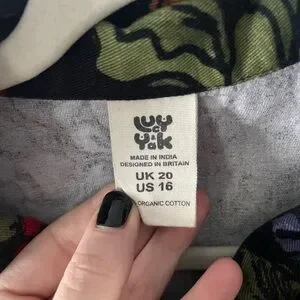 Lucy
& Yak
MADE IN INDIA
DESIGNED IN BRITAIN
UK 20
US 16
ORGANIC COTTON